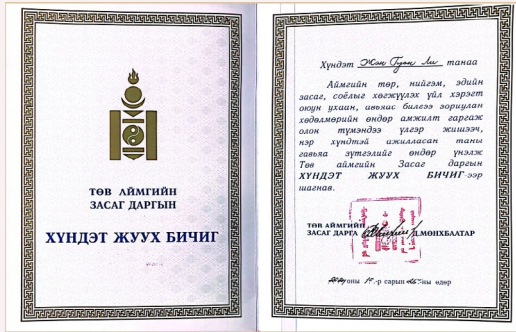 ТӨВ АЙМГИЙН
ЗАСАГ ДАРГЫН
ХҮНДЭТ ЖУУХ БИЧИГ
Хүндэт Жан Гуан Ли танаа
Аймгийн төр, нийгэм, эдийн
засаг, соёлыг хөгжүүлэх үйл хэрэгт
оюун ухаан, авьяас билгээ зориулан
хөдөлмөрийн өндөр амжилт гаргаж
олон түмэндээ үлгэр жишээч,
нэр хүндтэй ажилласан таны
гавьяа зүтгэлийг өндөр үнэлж
Төв аймгийн Засаг даргын
ХҮНДЭТ ЖУУХ БИЧИГ-ээр
шагнав.
ТӨВ АЙМГИЙН
ЗАСАГ ДАРГА Д.МӨНХБААТАР
оны -р сарын -ны өдөр